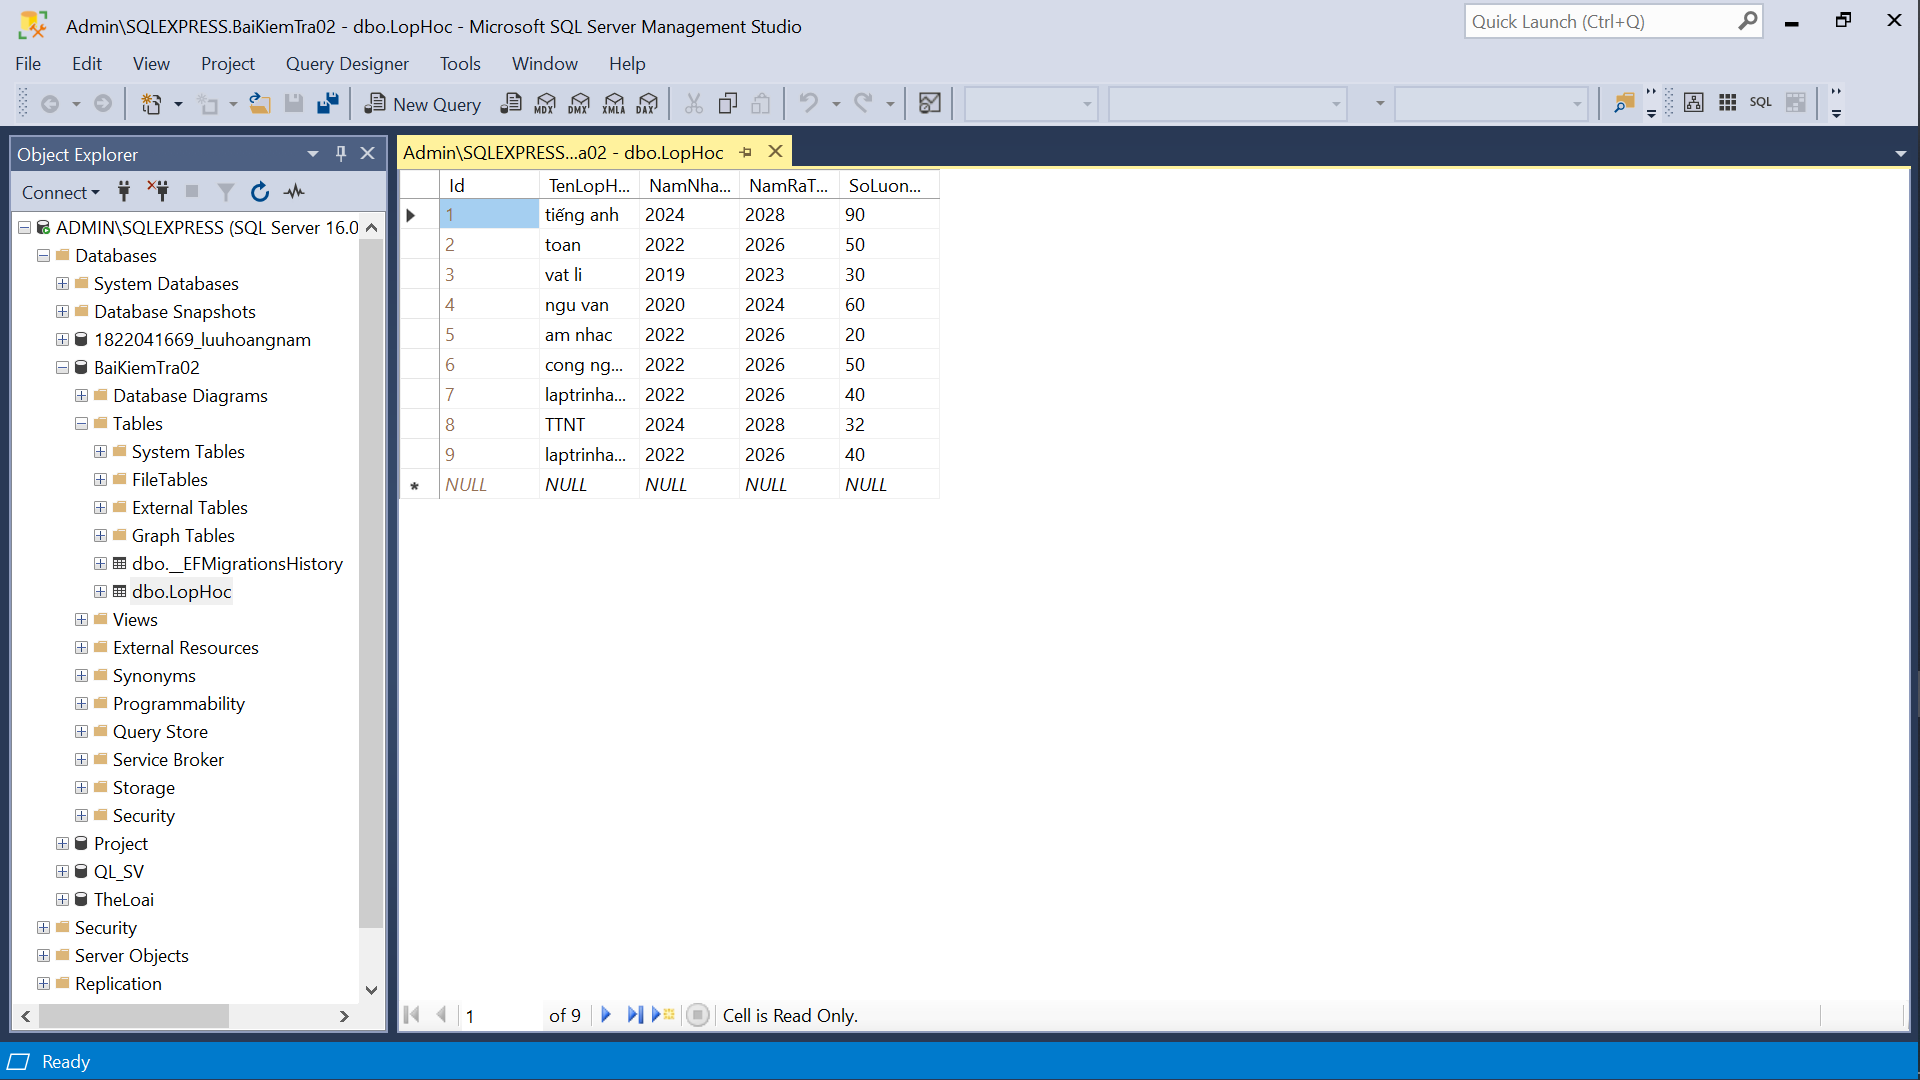 Admin\SQLEXPRESS.BaiKiemTra02 - dbo.LopHoc - Microsoft SQL Server Management Studio
Quick Launch (Ctrl+Q)
File Edit View Project Query Designer Tools Window Help
New Query MDX DMX XMLA DAX SQL
Object Explorer
Connect
ADMIN\SQLEXPRESS (SQL Server 16.0
Databases
System Databases
Database Snapshots
1822041669_luuhoangnam
BaiKiemTra02
Database Diagrams
Tables
System Tables
FileTables
External Tables
Graph Tables
dbo.__EFMigrationsHistory
dbo.LopHoc
Views
External Resources
Synonyms
Programmability
Query Store
Service Broker
Storage
Security
Project
QL_SV
TheLoai
Security
Server Objects
Replication
Admin\SQLEXPRESS...a02 - dbo.LopHoc
Id TenLopH... NamNha... NamRaT... SoLuon...
1 tiếng anh 2024 2028 90
2 toan 2022 2026 50
3 vat li 2019 2023 30
4 ngu van 2020 2024 60
5 am nhac 2022 2026 20
6 cong ng... 2022 2026 50
7 laptrinha... 2022 2026 40
8 TTNT 2024 2028 32
9 laptrinha... 2022 2026 40
* NULL NULL NULL NULL NULL
1 of 9 Cell is Read Only.
Ready